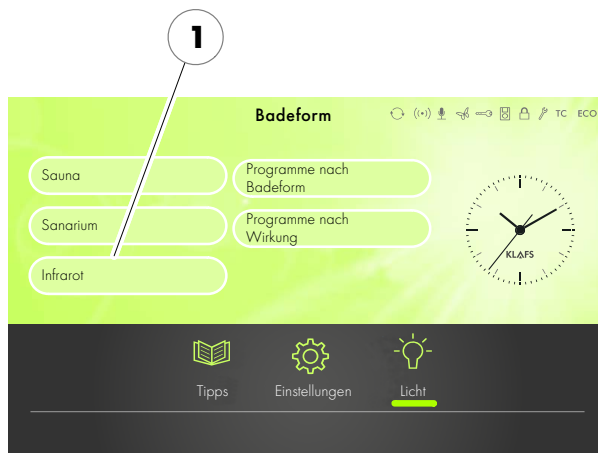 1
Badeform
TC ECO
Sauna
Programme nach
Badeform
Sanarium
Programme nach
Wirkung
Infrarot
KLAFS
Tipps
Einstellungen
Licht